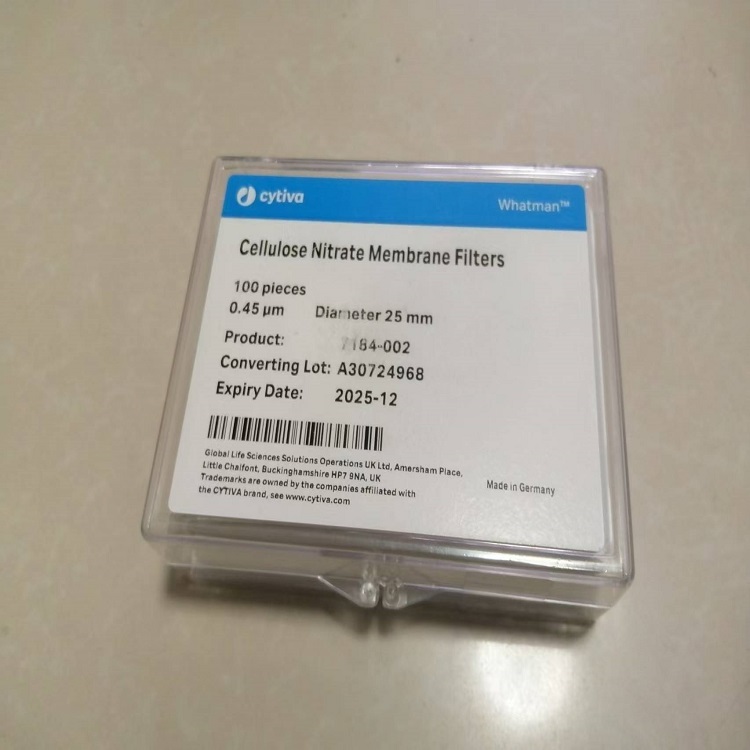 cytiva
Whatman™
Cellulose Nitrate Membrane Filters
100 pieces
0.45 μm Diameter 25 mm
Product: 7184-002
Converting Lot: A30724968
Expiry Date: 2025-12
Global Life Sciences Solutions Operations UK Ltd, Amersham Place,
Little Chalfont, Buckinghamshire HP7 9NA, UK
Trademarks are owned by the companies affiliated with
the CYTIVA brand, see www.cytiva.com
Made in Germany